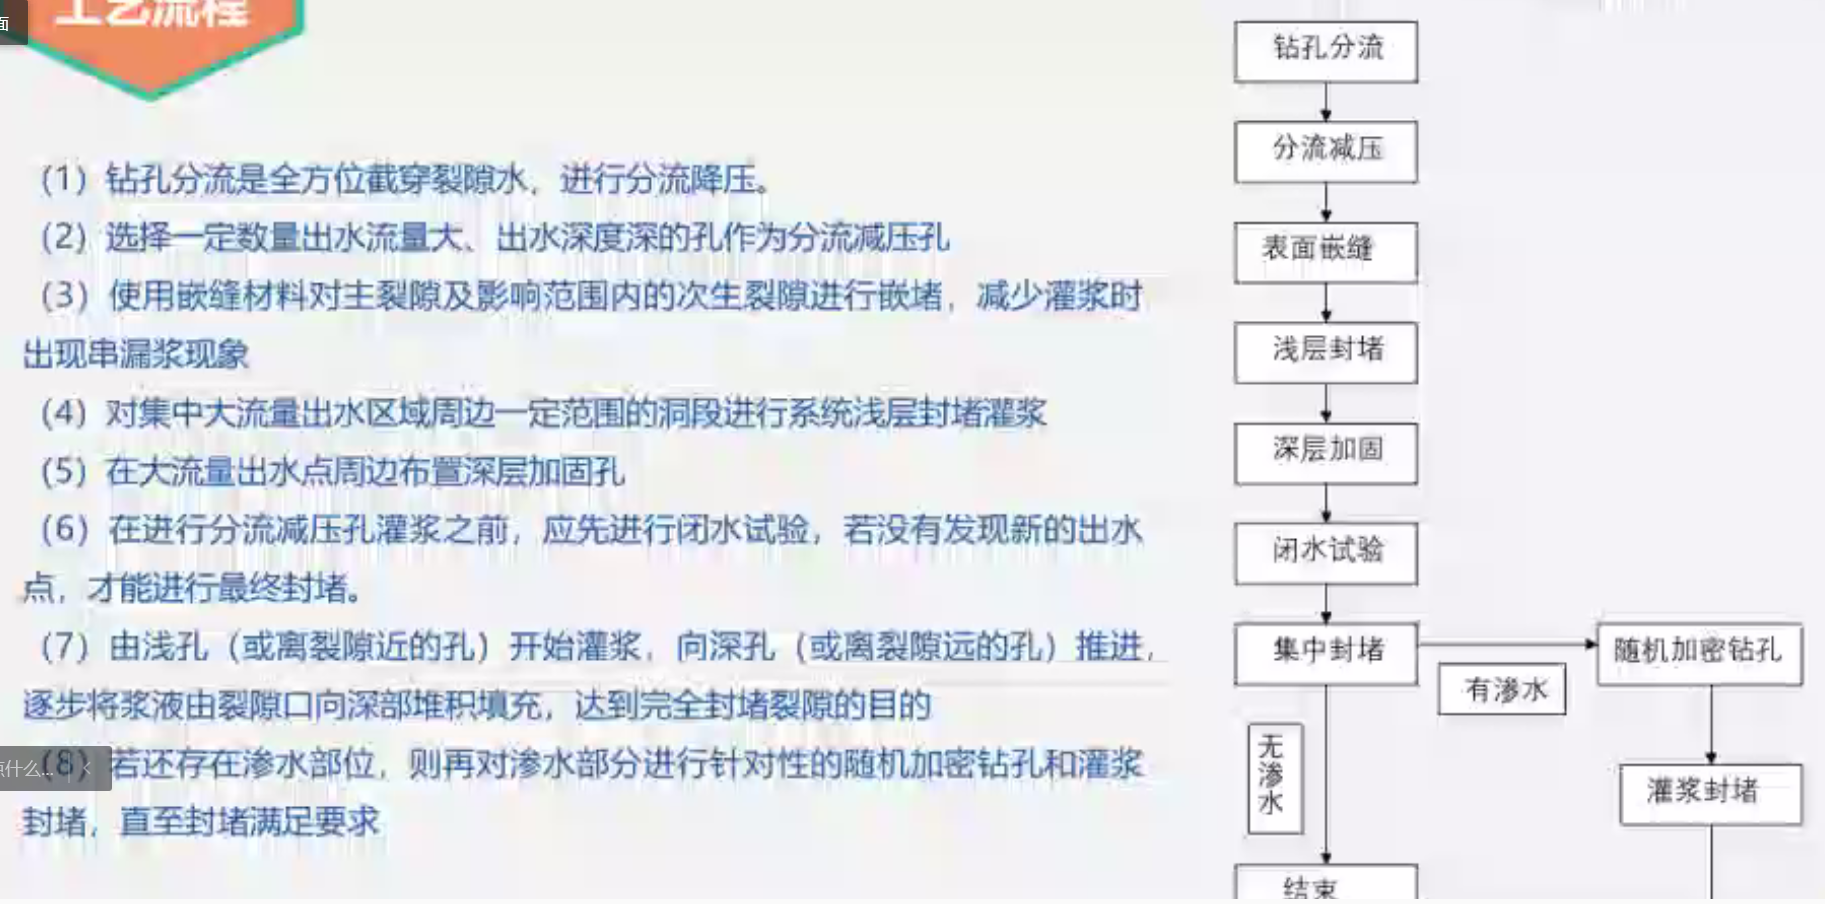 面
工艺流程
（1）钻孔分流是全方位截穿裂隙水，进行分流降压。
（2）选择一定数量出水流量大、出水深度深的孔作为分流减压孔
（3）使用嵌缝材料对主裂隙及影响范围内的次生裂隙进行嵌堵，减少灌浆时
出现串漏浆现象
（4）对集中大流量出水区域周边一定范围的洞段进行系统浅层封堵灌浆
（5）在大流量出水点周边布置深层加固孔
（6）在进行分流减压孔灌浆之前，应先进行闭水试验，若没有发现新的出水
点，才能进行最终封堵。
（7）由浅孔（或离裂隙近的孔）开始灌浆，向深孔（或离裂隙远的孔）推进，
逐步将浆液由裂隙口向深部堆积填充，达到完全封堵裂隙的目的
（8）若还存在渗水部位，则再对渗水部分进行针对性的随机加密钻孔和灌浆
封堵，直至封堵满足要求
什么...
钻孔分流
分流减压
表面嵌缝
浅层封堵
深层加固
闭水试验
集中封堵
随机加密钻孔
有渗水
无渗水
灌浆封堵
结束